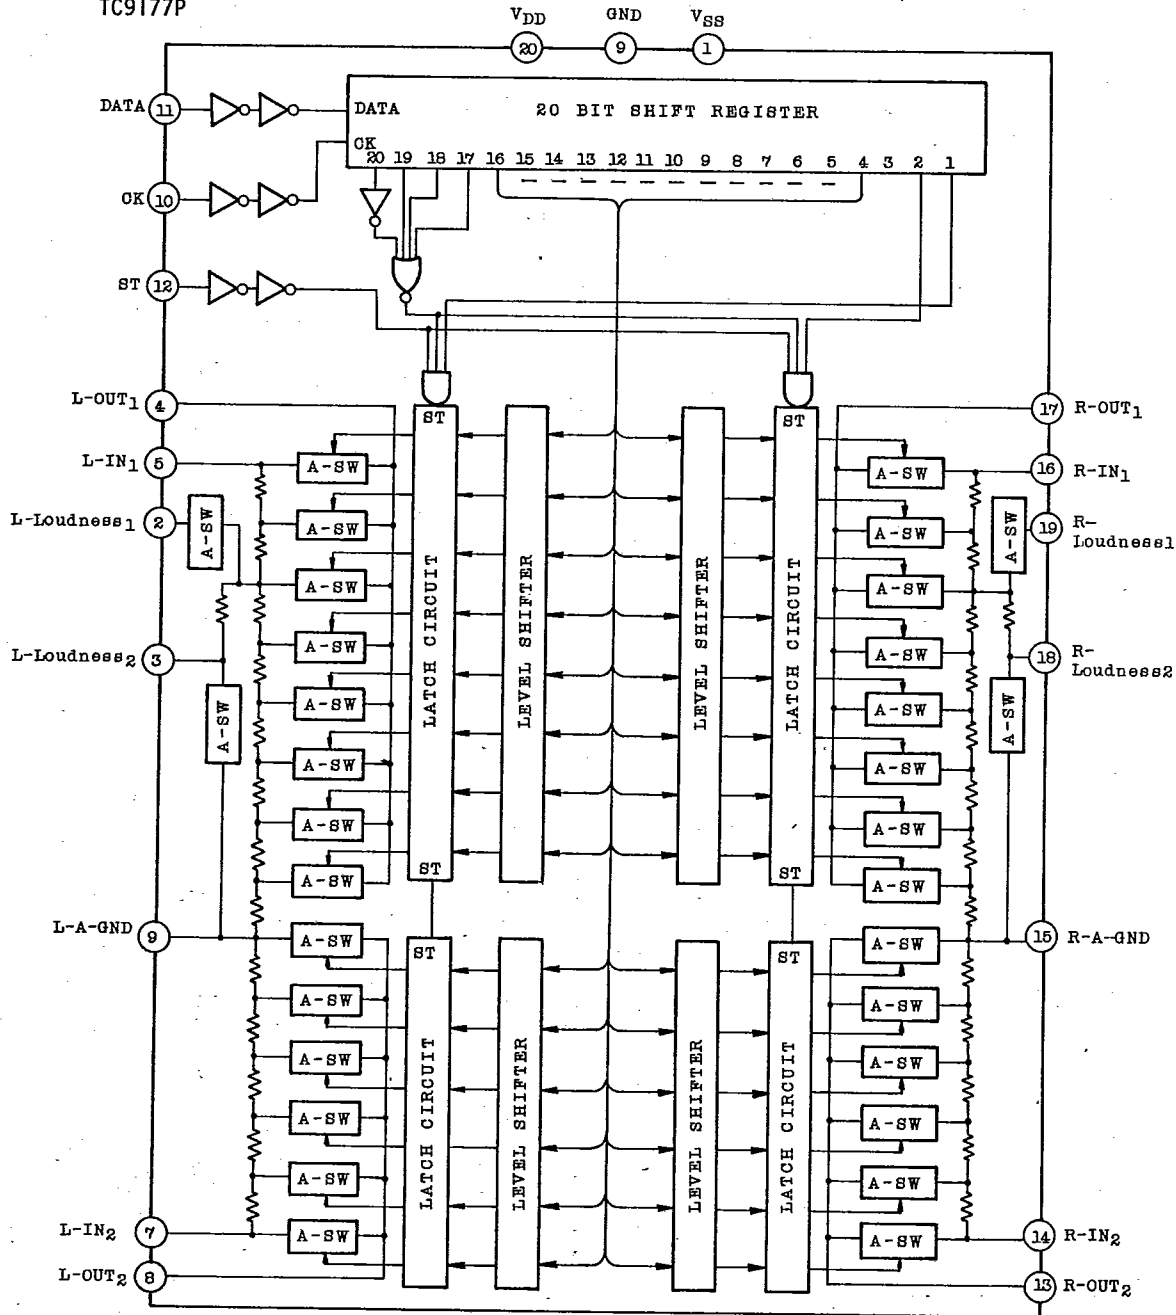 TC9177P
VDD GND VSS
20 9 1
DATA 11 DATA 20 BIT SHIFT REGISTER
CK
20 19 18 17 16 15 14 13 12 11 10 9 8 7 6 5 4 3 2 1
CK 10
ST 12
L-OUT1 4 ST ST 17 R-OUT1
L-IN1 5 A-SW A-SW 16 R-IN1
L-Loudness1 2 A-SW A-SW A-SW A-SW 19 R-Loudness1
A-SW A-SW
L-Loudness2 3 A-SW A-SW 18 R-Loudness2
A-SW A-SW A-SW A-SW
A-SW A-SW
A-SW A-SW
A-SW A-SW
LATCH CIRCUIT LEVEL SHIFTER LEVEL SHIFTER LATCH CIRCUIT
ST ST
L-A-GND 9 A-SW A-SW 15 R-A-GND
ST ST
A-SW A-SW
A-SW A-SW
A-SW A-SW
A-SW A-SW
LATCH CIRCUIT LEVEL SHIFTER LEVEL SHIFTER LATCH CIRCUIT
L-IN2 7 A-SW A-SW 14 R-IN2
L-OUT2 8 13 R-OUT2